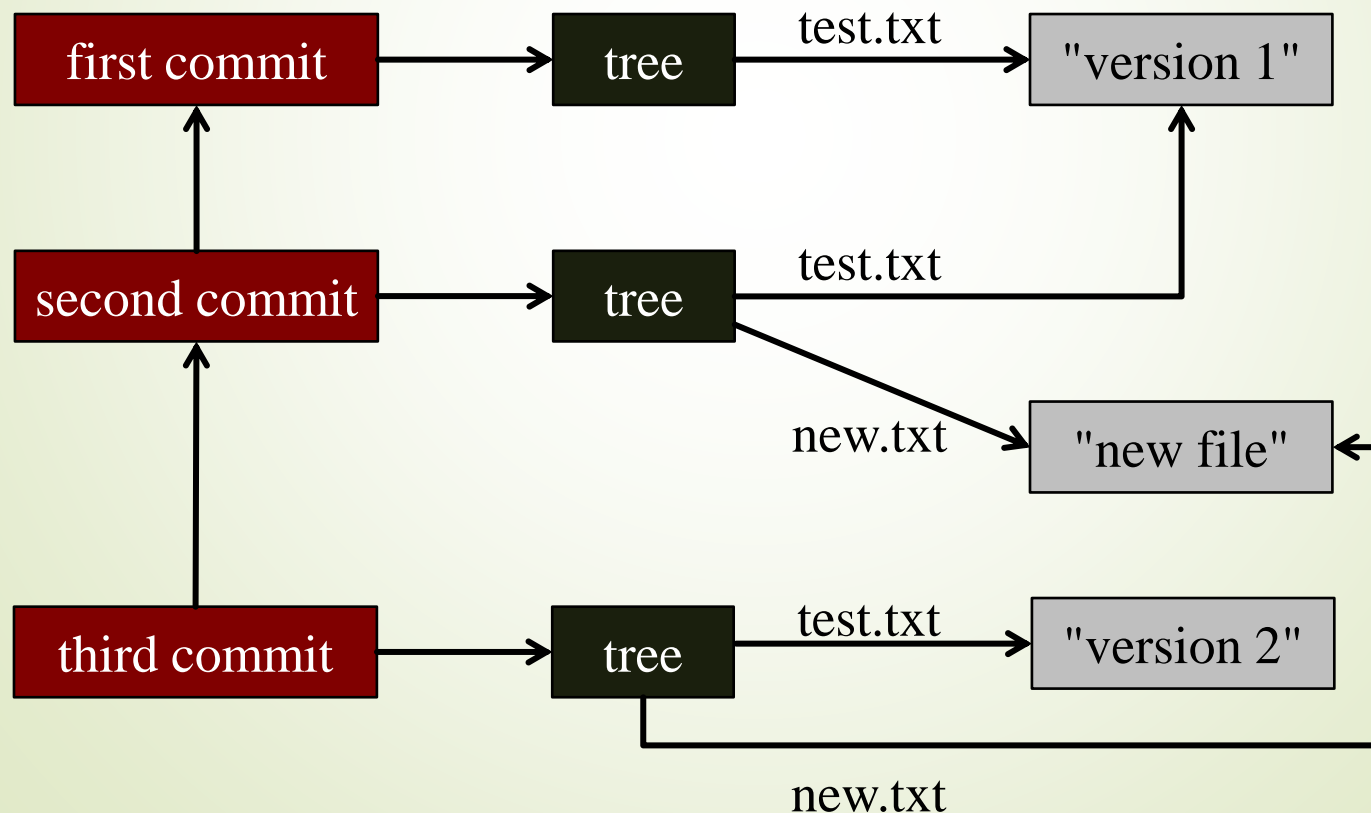 first commit
tree
test.txt
"version 1"
second commit
tree
test.txt
new.txt
"new file"
third commit
tree
test.txt
"version 2"
new.txt